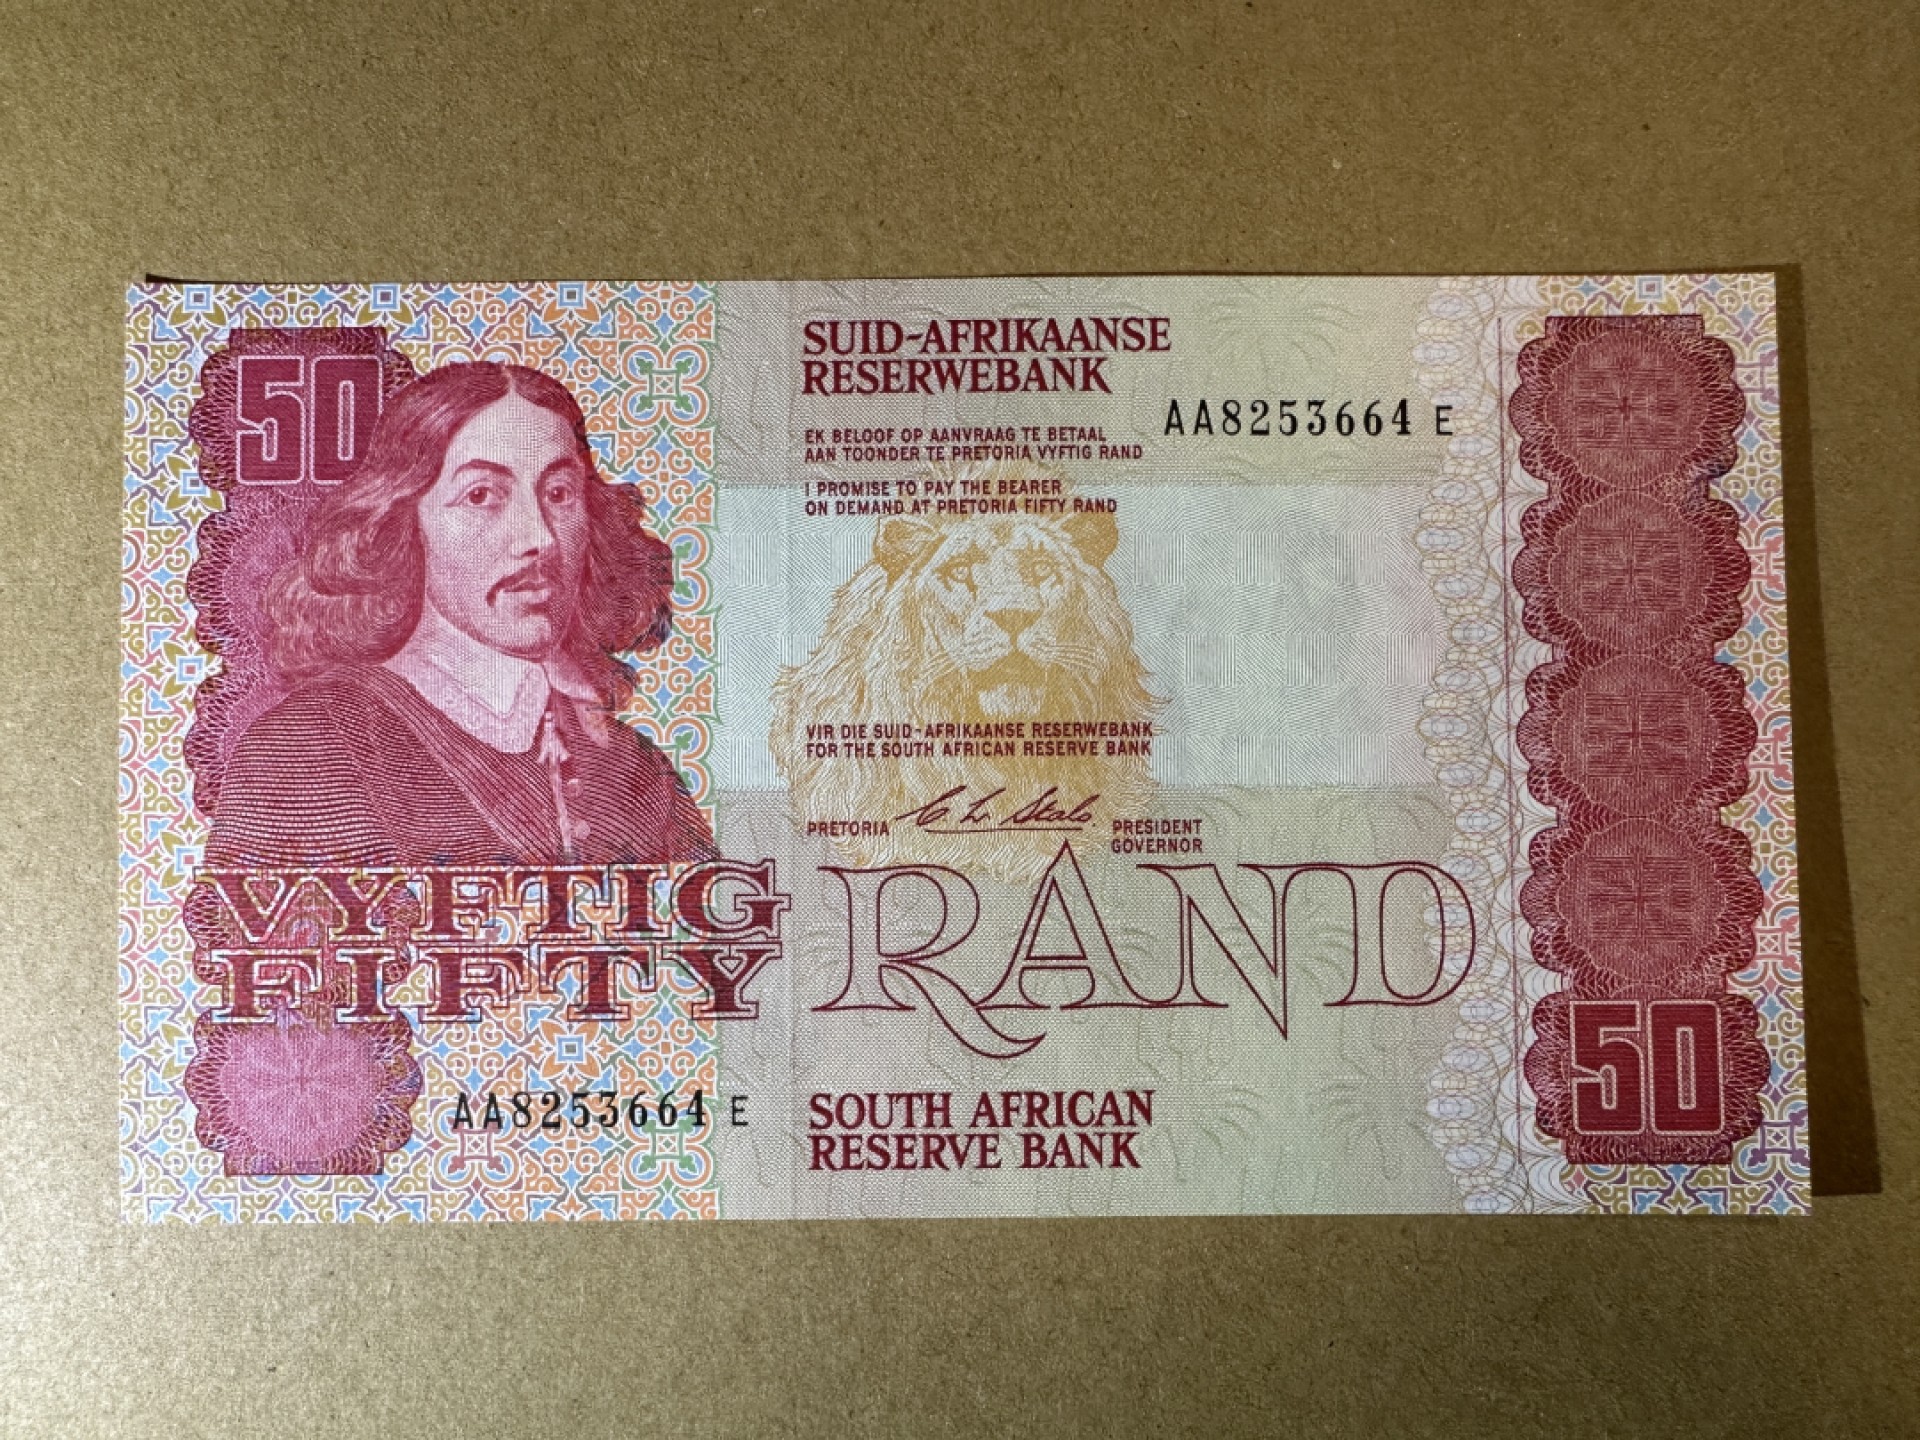 50
SUID-AFRIKAANSE
RESERWEBANK
AA8253664 E
EK BELOOF OP AANVRAAG TE BETAAL
AAN TOONDER TE PRETORIA VYFTIG RAND
I PROMISE TO PAY THE BEARER
ON DEMAND AT PRETORIA FIFTY RAND
VIR DIE SUID-AFRIKAANSE RESERWEBANK
FOR THE SOUTH AFRICAN RESERVE BANK
PRETORIA C L Stals. PRESIDENT
GOVERNOR
VYFTIG
FIFTY
RAND
50
AA8253664 E
SOUTH AFRICAN
RESERVE BANK